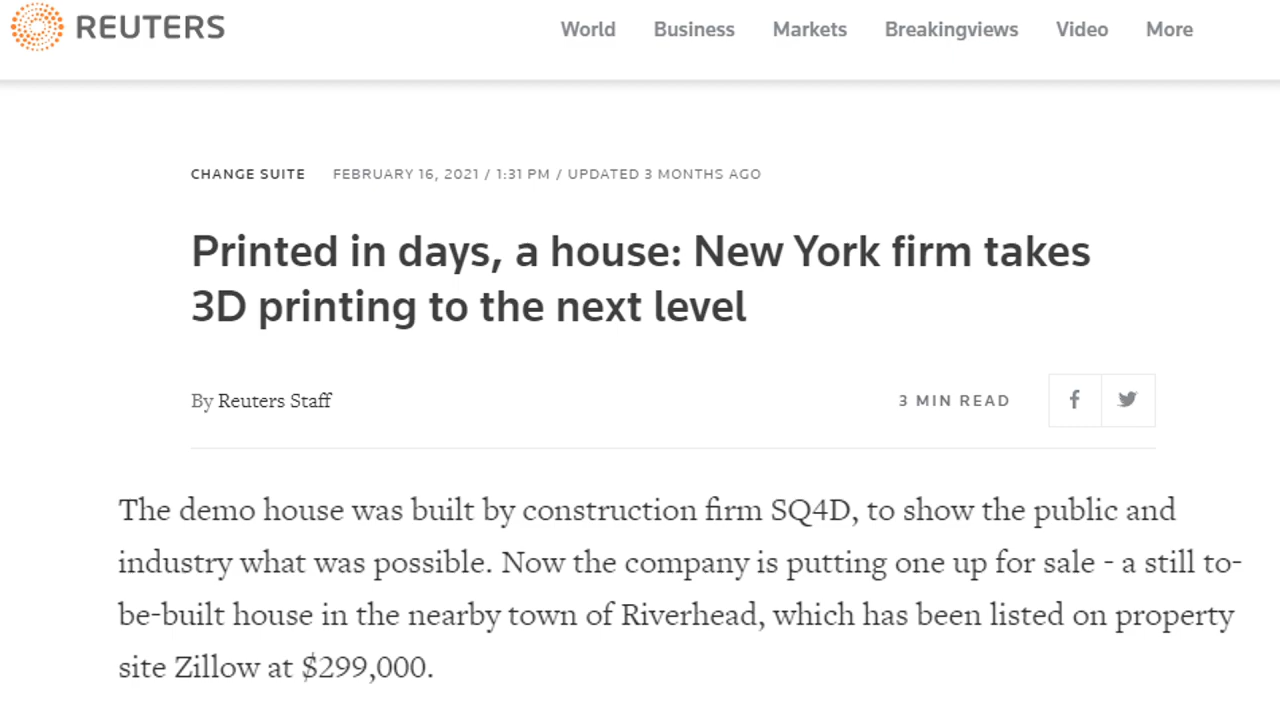 REUTERS
World Business Markets Breakingviews Video More
CHANGE SUITE FEBRUARY 16, 2021 / 1:31 PM / UPDATED 3 MONTHS AGO
Printed in days, a house: New York firm takes
3D printing to the next level
By Reuters Staff
3 MIN READ
The demo house was built by construction firm SQ4D, to show the public and
industry what was possible. Now the company is putting one up for sale - a still to-
be-built house in the nearby town of Riverhead, which has been listed on property
site Zillow at $299,000.